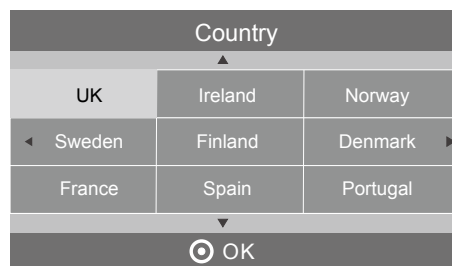 Country
UK Ireland Norway
Sweden Finland Denmark
France Spain Portugal
OK